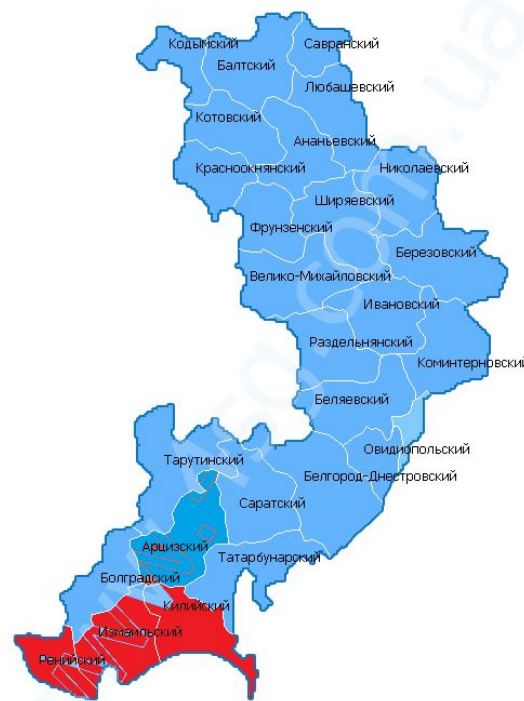 Кодымский
Савранский
Балтский
Любашевский
Котовский
Ананьевский
Красноокнянский
Николаевский
Ширяевский
Фрунзенский
Березовский
Велико-Михайловский
Ивановский
Раздельнянский
Коминтерновский
Беляевский
Овидиопольский
Тарутинский
Белгород-Днестровский
Саратский
Арцизский
Татарбунарский
Болградский
Килийский
Измаильский
Ренийский